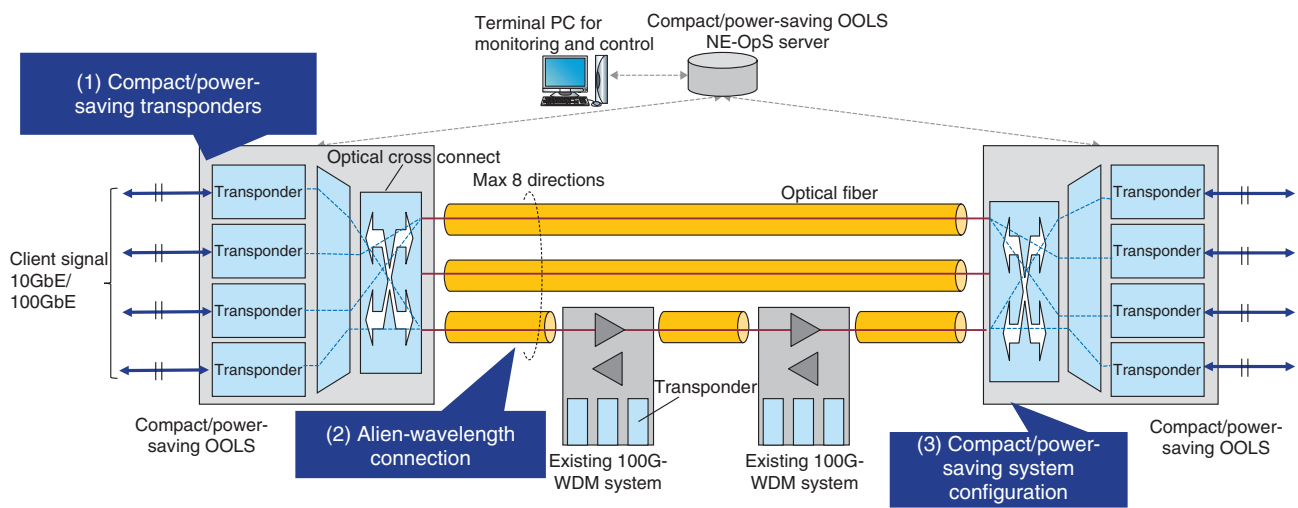 Terminal PC for
monitoring and control
Compact/power-saving OOLS
NE-OpS server
(1) Compact/power-
saving transponders
Optical cross connect
Max 8 directions
Optical fiber
Transponder
Transponder
Transponder
Transponder
Client signal
10GbE/
100GbE
Transponder
Transponder
Transponder
Transponder
Transponder
Compact/power-
saving OOLS
(2) Alien-wavelength
connection
Existing 100G-
WDM system
Existing 100G-
WDM system
(3) Compact/power-
saving system
configuration
Compact/power-
saving OOLS